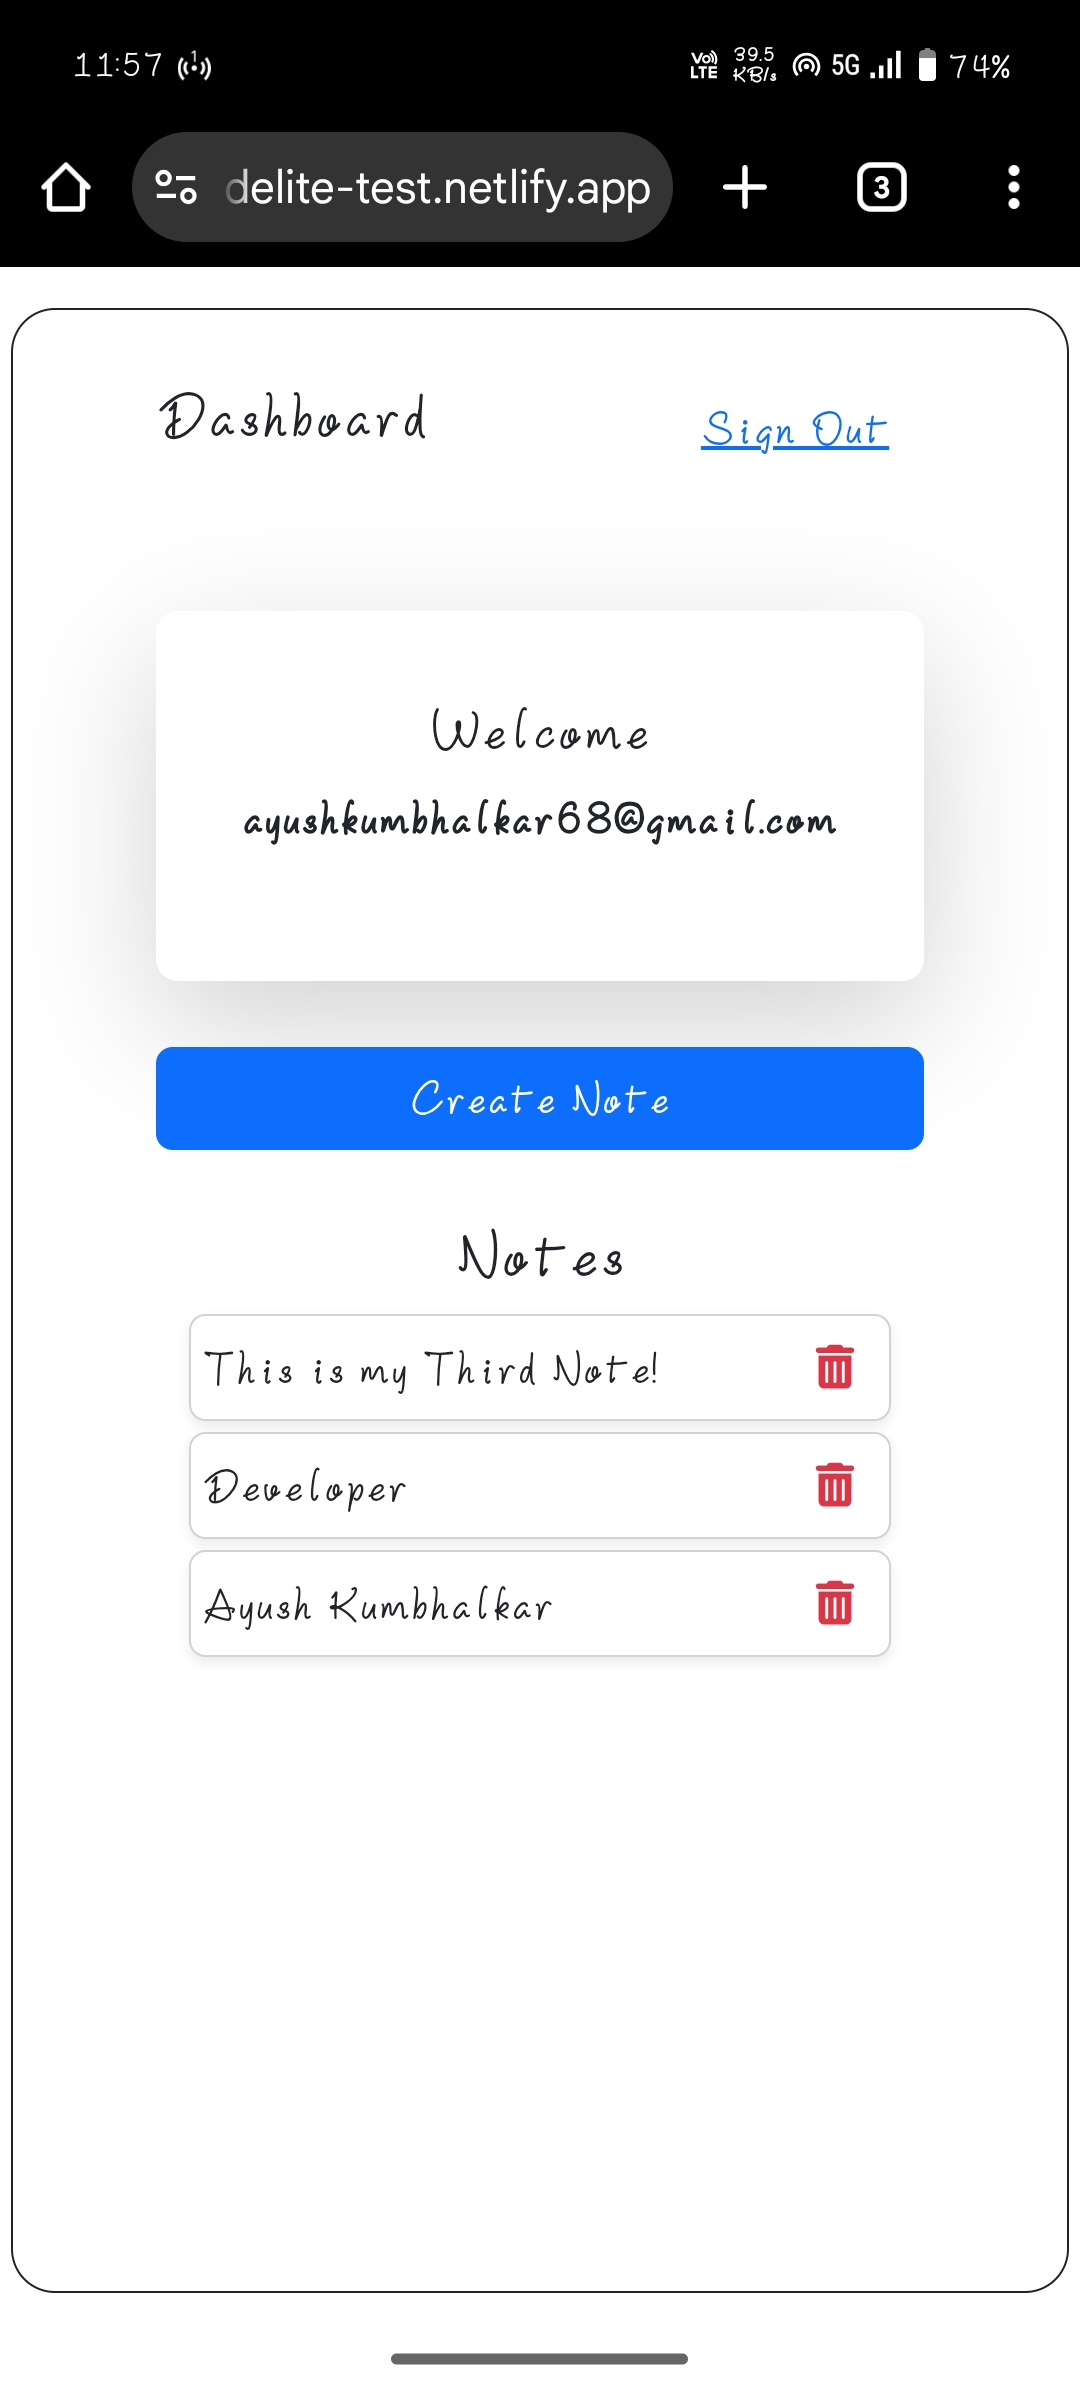 11:57
1
Vo)) LTE
39.5 KB/s
5G
74%
delite-test.netlify.app
3
Dashboard
Sign Out
Welcome
ayushkumbhalkar68@gmail.com
Create Note
Notes
This is my Third Note!
Developer
Ayush Kumbhalkar